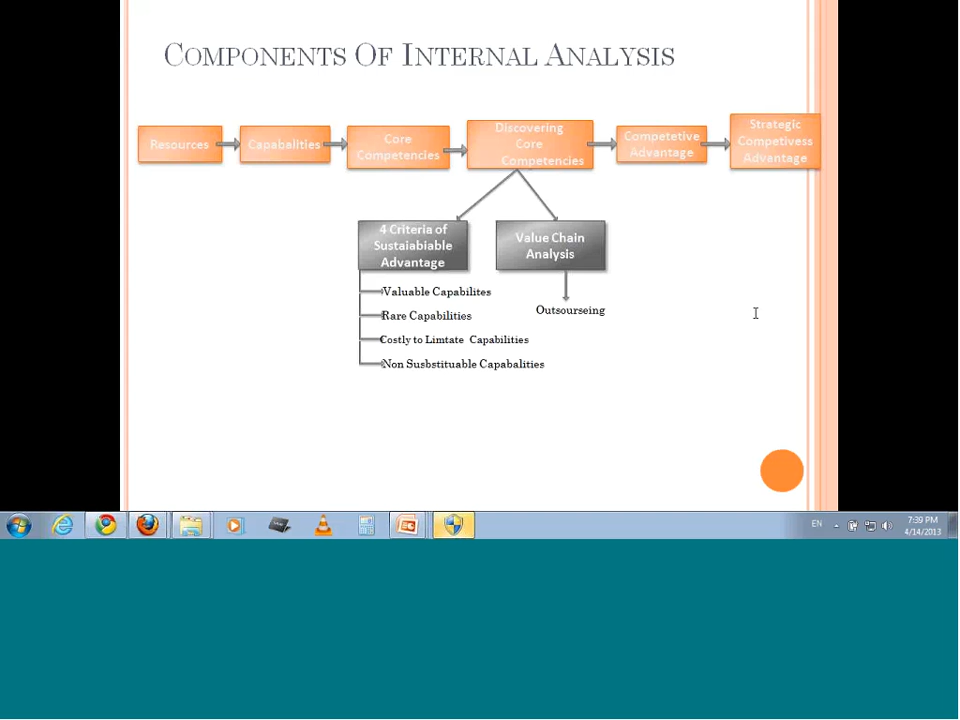 COMPONENTS OF INTERNAL ANALYSIS
Resources
Capabalities
Core
Competencies
Discovering
Core
Competencies
Competetive
Advantage
Strategic
Competivess
Advantage
4 Criteria of
Sustaiabiable
Advantage
Value Chain
Analysis
Valuable Capabilites
Rare Capabilities
Costly to Limtate Capabilities
Non Susbstituable Capabalities
Outsourseing
EN
7:39 PM
4/14/2013